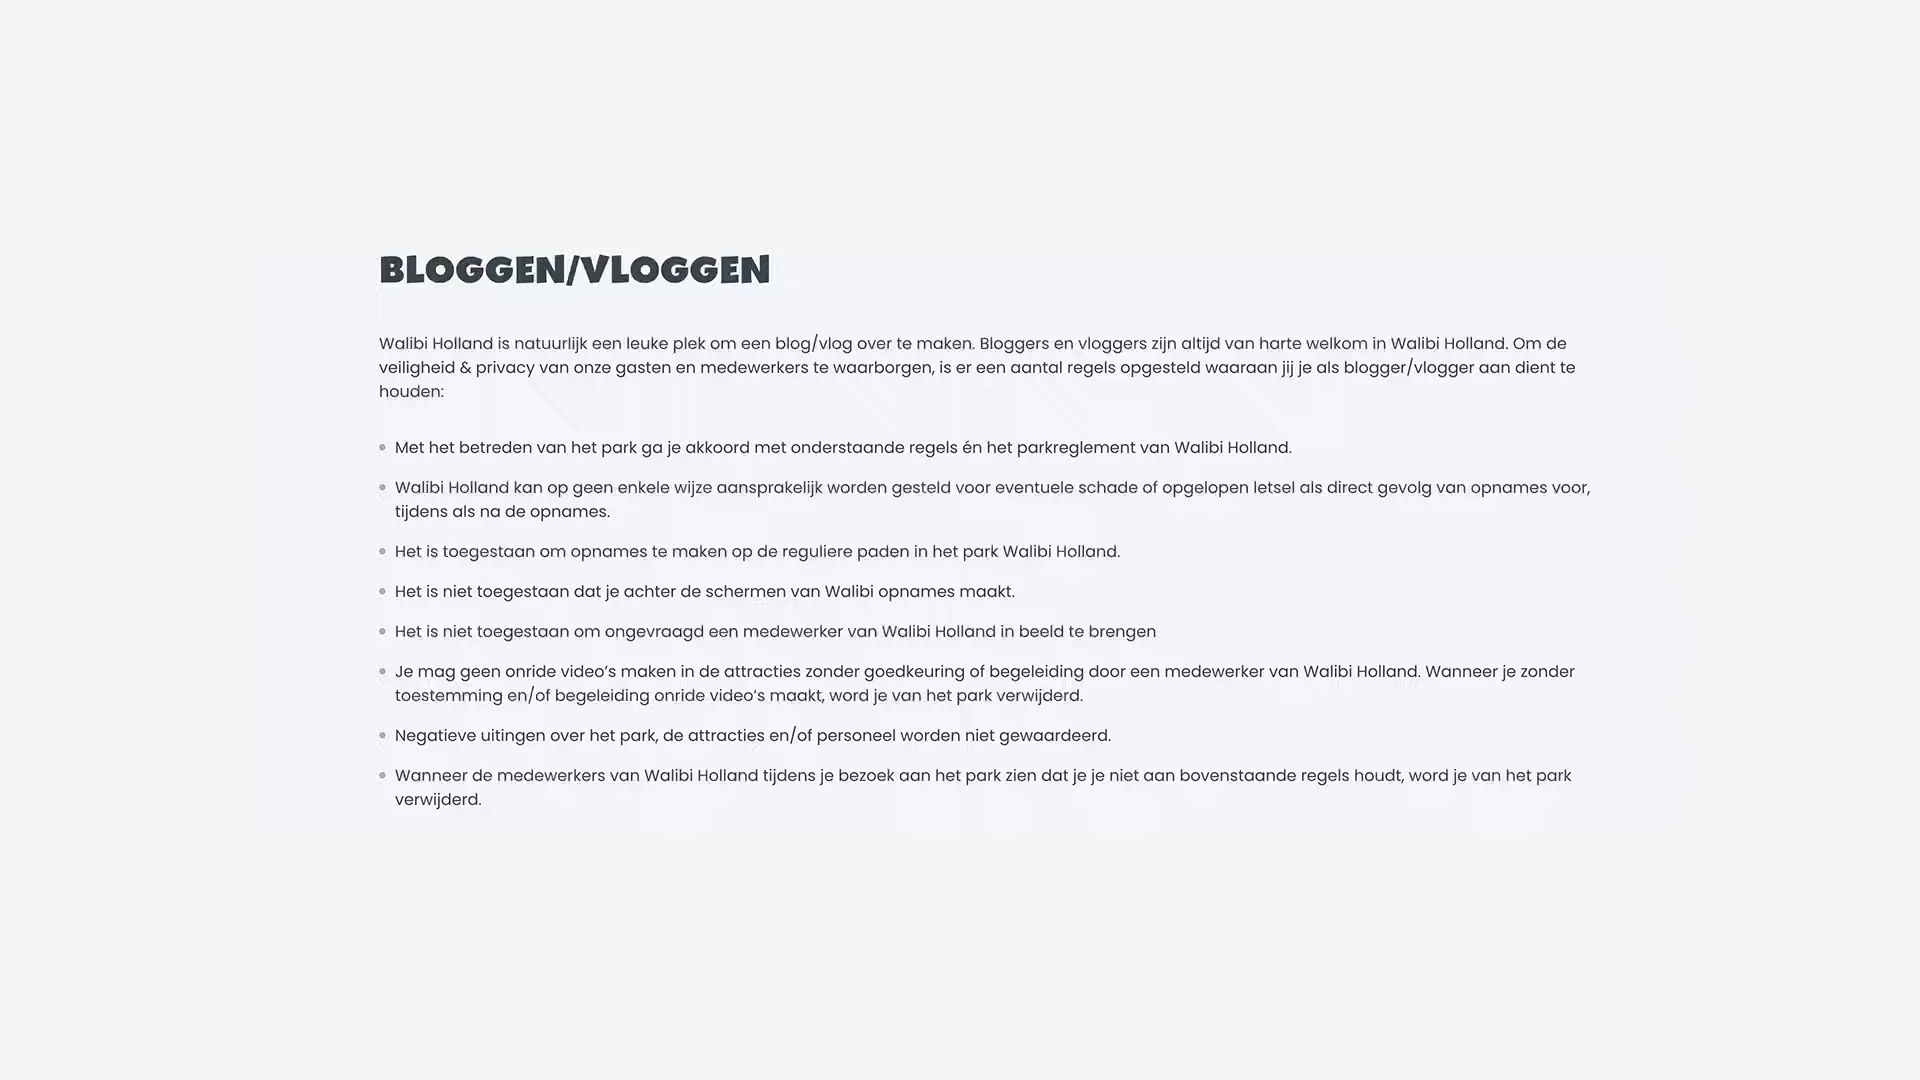 BLOGGEN/VLOGGEN
Walibi Holland is natuurlijk een leuke plek om een blog/vlog over te maken. Bloggers en vloggers zijn altijd van harte welkom in Walibi Holland. Om de
veiligheid & privacy van onze gasten en medewerkers te waarborgen, is er een aantal regels opgesteld waaraan jij je als blogger/vlogger aan dient te
houden:
• Met het betreden van het park ga je akkoord met onderstaande regels én het parkreglement van Walibi Holland.
• Walibi Holland kan op geen enkele wijze aansprakelijk worden gesteld voor eventuele schade of opgelopen letsel als direct gevolg van opnames voor,
tijdens als na de opnames.
• Het is toegestaan om opnames te maken op de reguliere paden in het park Walibi Holland.
• Het is niet toegestaan dat je achter de schermen van Walibi opnames maakt.
• Het is niet toegestaan om ongevraagd een medewerker van Walibi Holland in beeld te brengen
• Je mag geen onride video’s maken in de attracties zonder goedkeuring of begeleiding door een medewerker van Walibi Holland. Wanneer je zonder
toestemming en/of begeleiding onride video’s maakt, word je van het park verwijderd.
• Negatieve uitingen over het park, de attracties en/of personeel worden niet gewaardeerd.
• Wanneer de medewerkers van Walibi Holland tijdens je bezoek aan het park zien dat je je niet aan bovenstaande regels houdt, word je van het park
verwijderd.